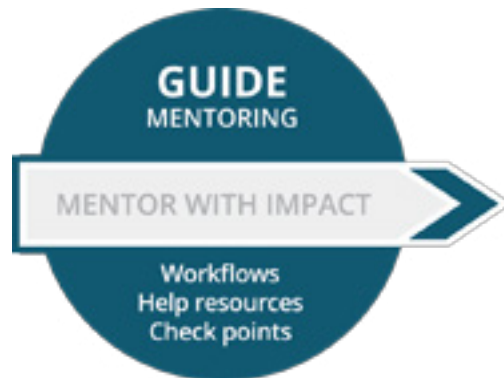 GUIDE
MENTORING
MENTOR WITH IMPACT
Workflows
Help resources
Check points